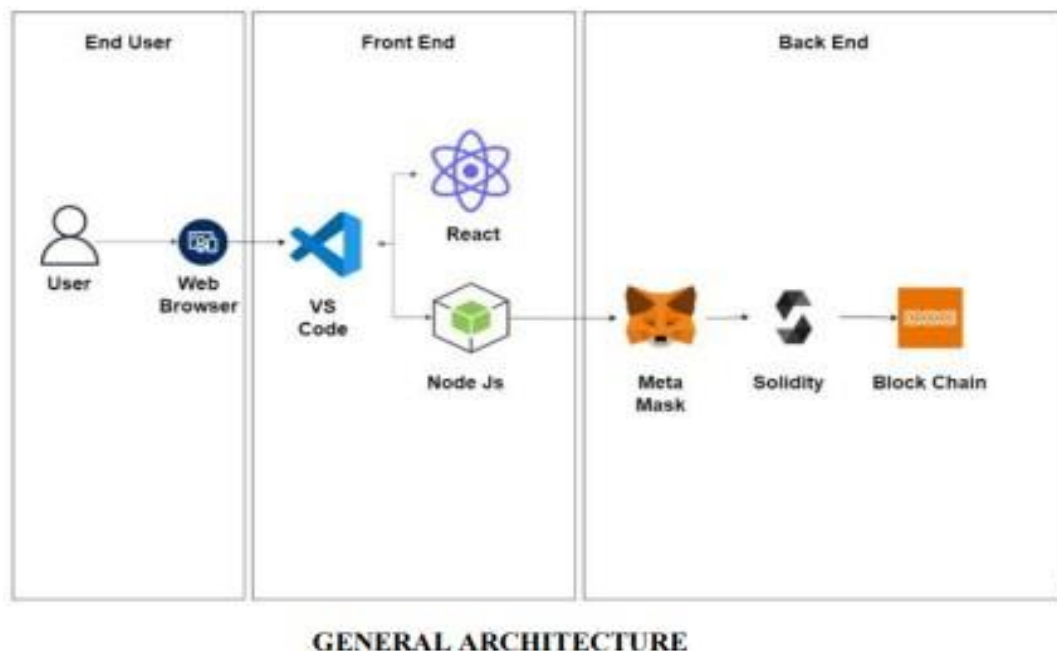 End User
Front End
Back End
React
User
Web
Browser
VS
Code
Node Js
Meta
Mask
Solidity
Block Chain
GENERAL ARCHITECTURE